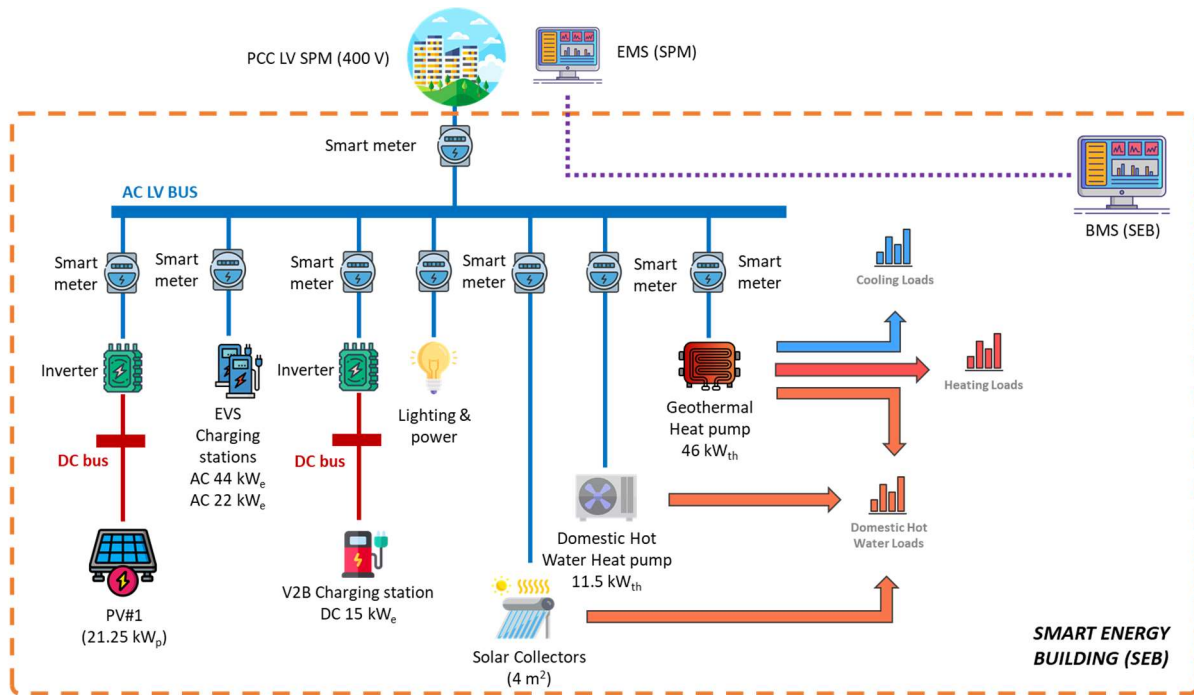 PCC LV SPM (400 V)
EMS (SPM)
Smart meter
AC LV BUS
BMS (SEB)
Smart
meter
Smart
meter
Smart
meter
Smart
meter
Smart
meter
Smart
meter
Cooling Loads
Inverter
Inverter
Heating Loads
EVS
Charging
stations
AC 44 kWe
AC 22 kWe
Lighting &
power
Geothermal
Heat pump
46 kWth
DC bus
DC bus
Domestic Hot
Water Loads
Domestic Hot
Water Heat pump
11.5 kWth
V2B Charging station
DC 15 kWe
PV#1
(21.25 kWp)
Solar Collectors
(4 m²)
SMART ENERGY
BUILDING (SEB)